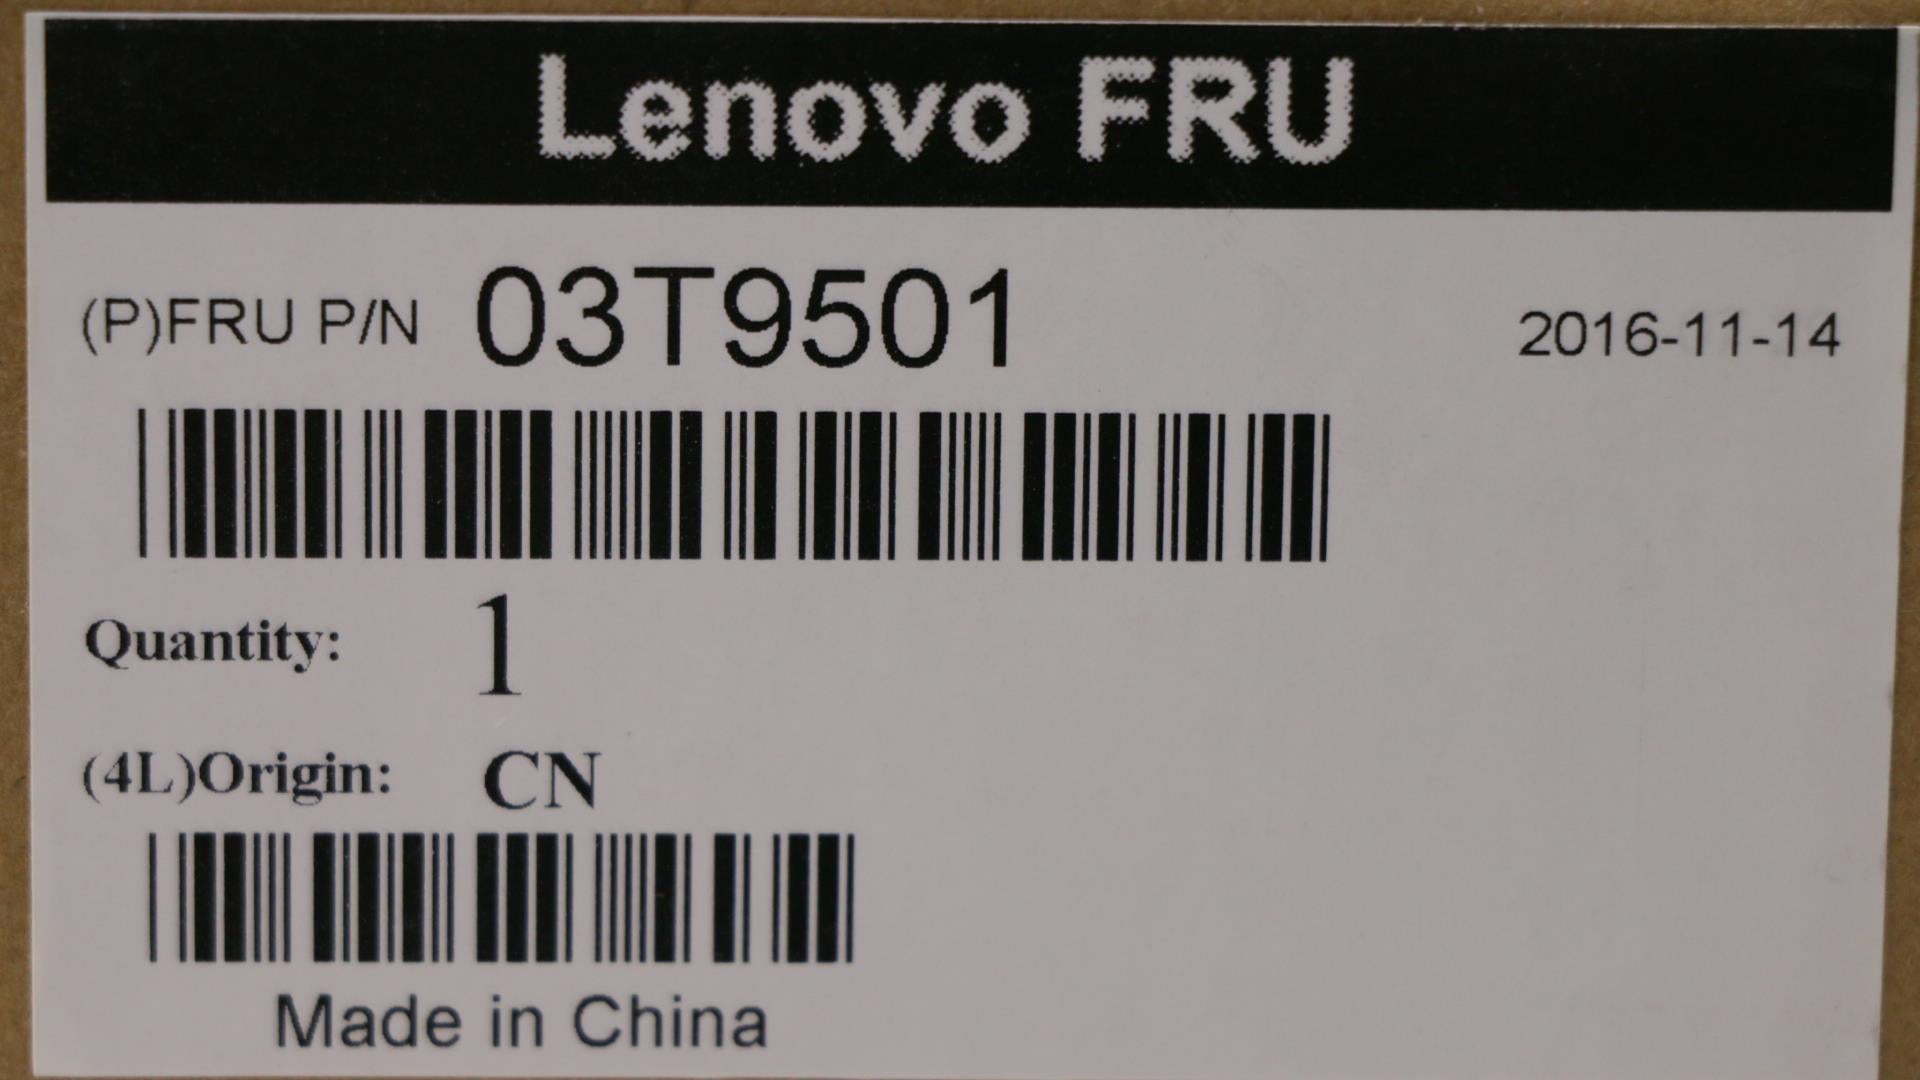 Lenovo FRU
(P)FRU P/N 03T9501 2016-11-14
Quantity: 1
(4L)Origin: CN
Made in China